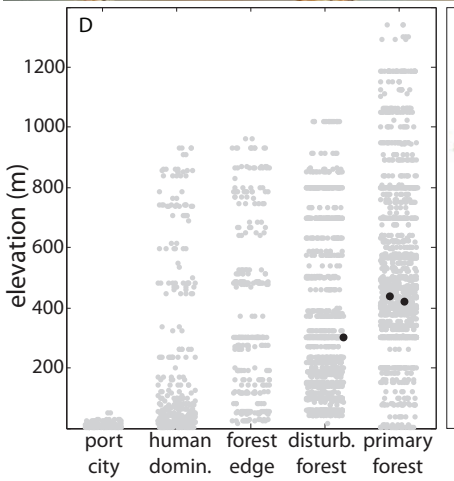 D
1200
1000
800
600
400
200
elevation (m)
port city
human domin.
forest edge
disturb. forest
primary forest